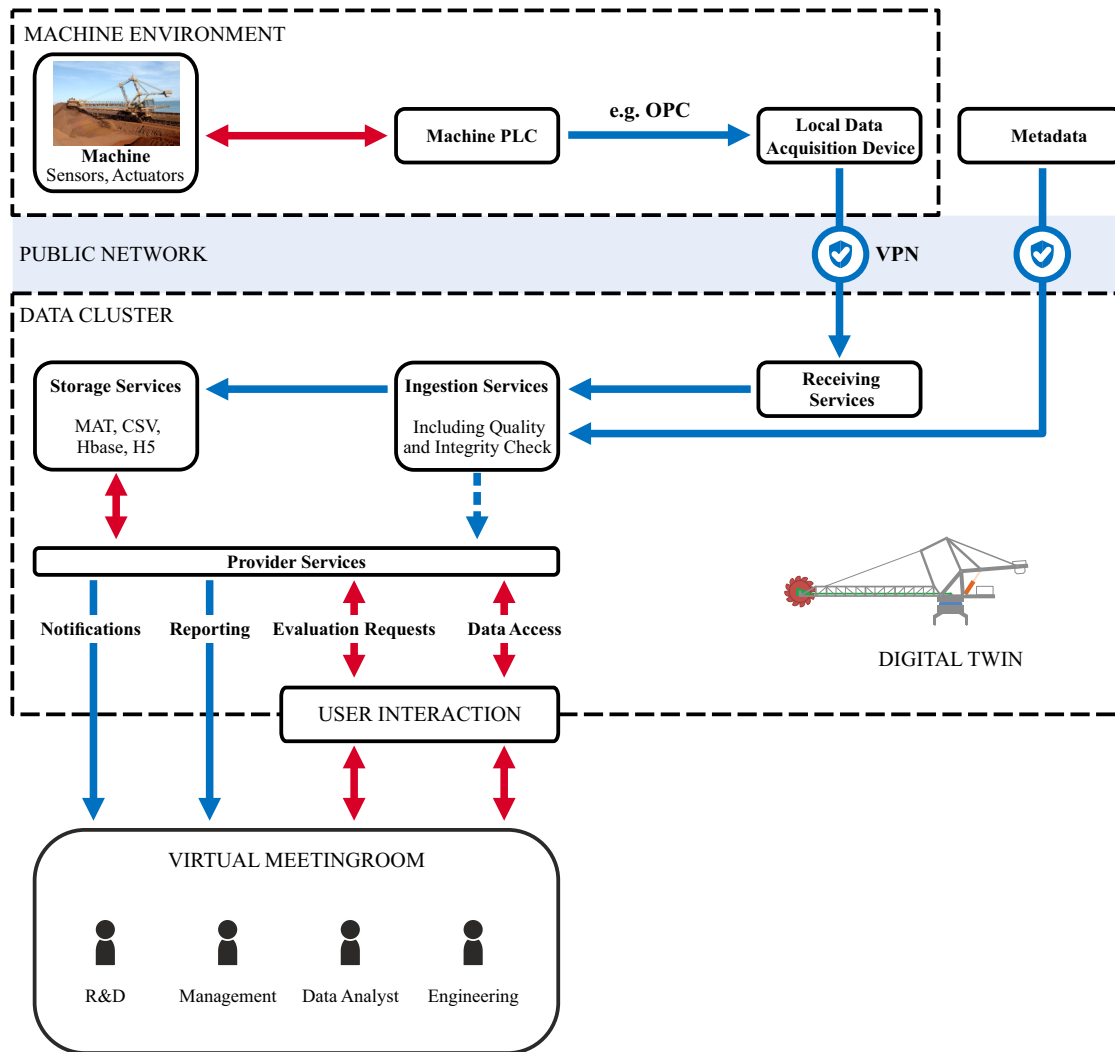 MACHINE ENVIRONMENT
Machine
Sensors, Actuators
Machine PLC
e.g. OPC
Local Data
Acquisition Device
Metadata
PUBLIC NETWORK
VPN
DATA CLUSTER
Storage Services
MAT, CSV,
Hbase, H5
Ingestion Services
Including Quality
and Integrity Check
Receiving
Services
Provider Services
Notifications
Reporting
Evaluation Requests
Data Access
DIGITAL TWIN
USER INTERACTION
VIRTUAL MEETINGROOM
R&D
Management
Data Analyst
Engineering